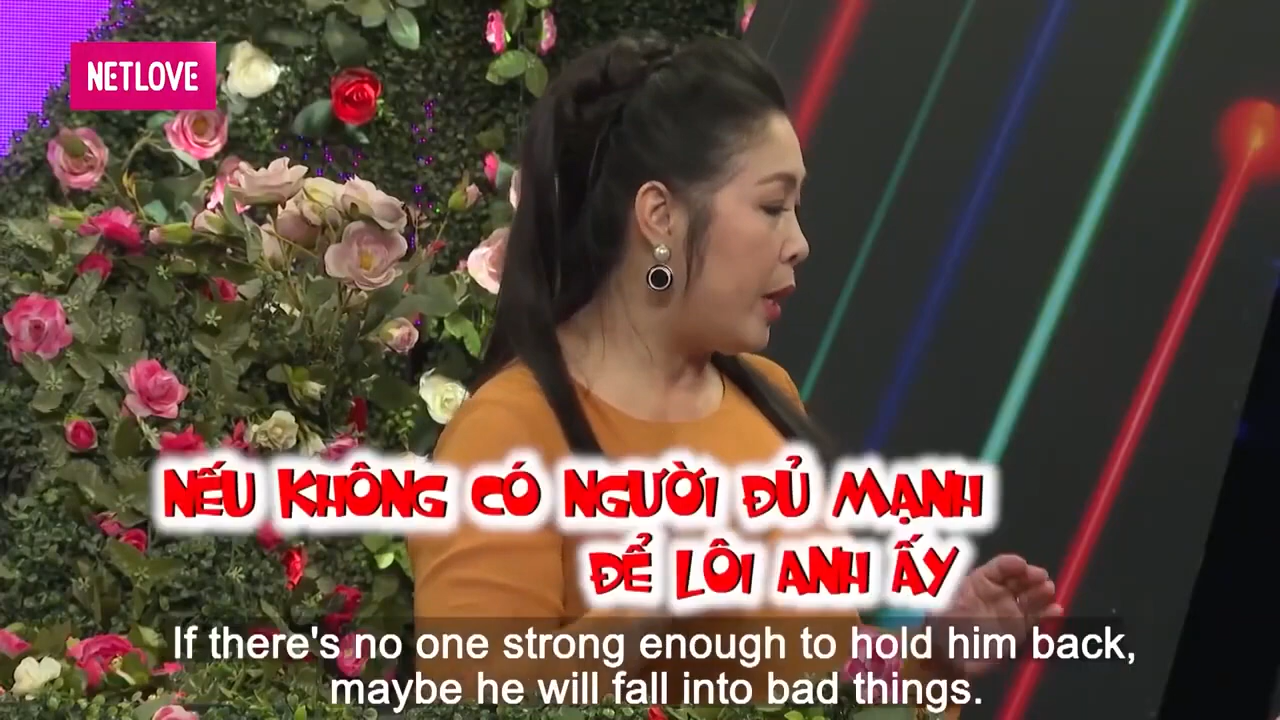 NETLOVE
NẾU KHÔNG CÓ NGƯỜI ĐỦ MẠNH
ĐỂ LÔI ANH ẤY
If there's no one strong enough to hold him back,
maybe he will fall into bad things.